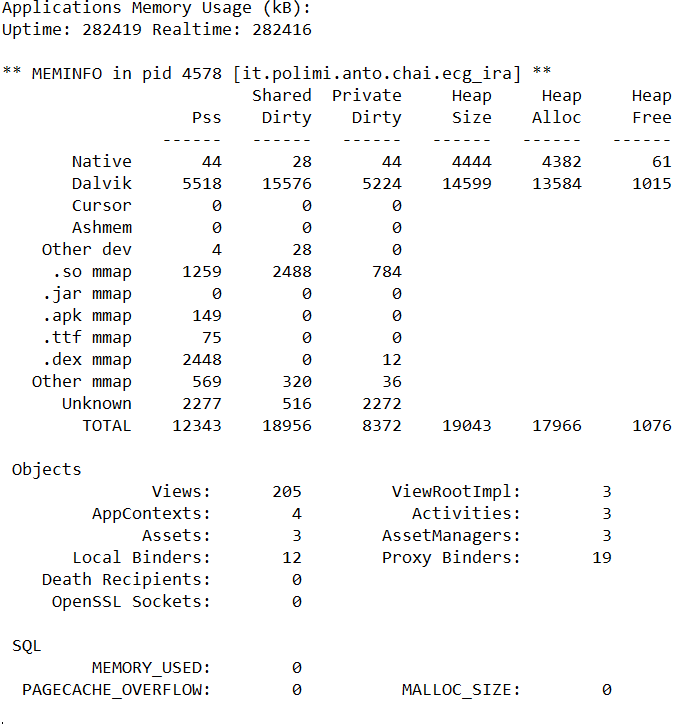 Applications Memory Usage (kB):
Uptime: 282419 Realtime: 282416
** MEMINFO in pid 4578 [it.polimi.anto.chai.ecg_ira] **
Shared Private Heap Heap Heap
Pss Dirty Dirty Size Alloc Free
------ ------ ------ ------ ------ ------
Native 44 28 44 4444 4382 61
Dalvik 5518 15576 5224 14599 13584 1015
Cursor 0 0 0
Ashmem 0 0 0
Other dev 4 28 0
.so mmap 1259 2488 784
.jar mmap 0 0 0
.apk mmap 149 0 0
.ttf mmap 75 0 0
.dex mmap 2448 0 12
Other mmap 569 320 36
Unknown 2277 516 2272
TOTAL 12343 18956 8372 19043 17966 1076
Objects
Views: 205 ViewRootImpl: 3
AppContexts: 4 Activities: 3
Assets: 3 AssetManagers: 3
Local Binders: 12 Proxy Binders: 19
Death Recipients: 0
OpenSSL Sockets: 0
SQL
MEMORY_USED: 0
PAGECACHE_OVERFLOW: 0 MALLOC_SIZE: 0